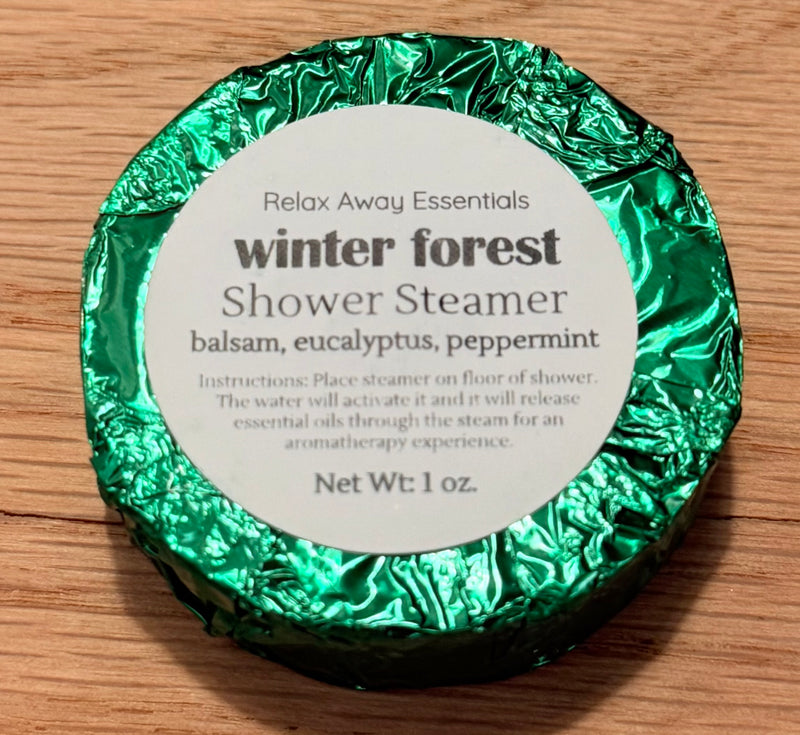 Relax Away Essentials
winter forest
Shower Steamer
balsam, eucalyptus, peppermint
Instructions: Place steamer on floor of shower.
The water will activate it and it will release
essential oils through the steam for an
aromatherapy experience.
Net Wt: 1 oz.